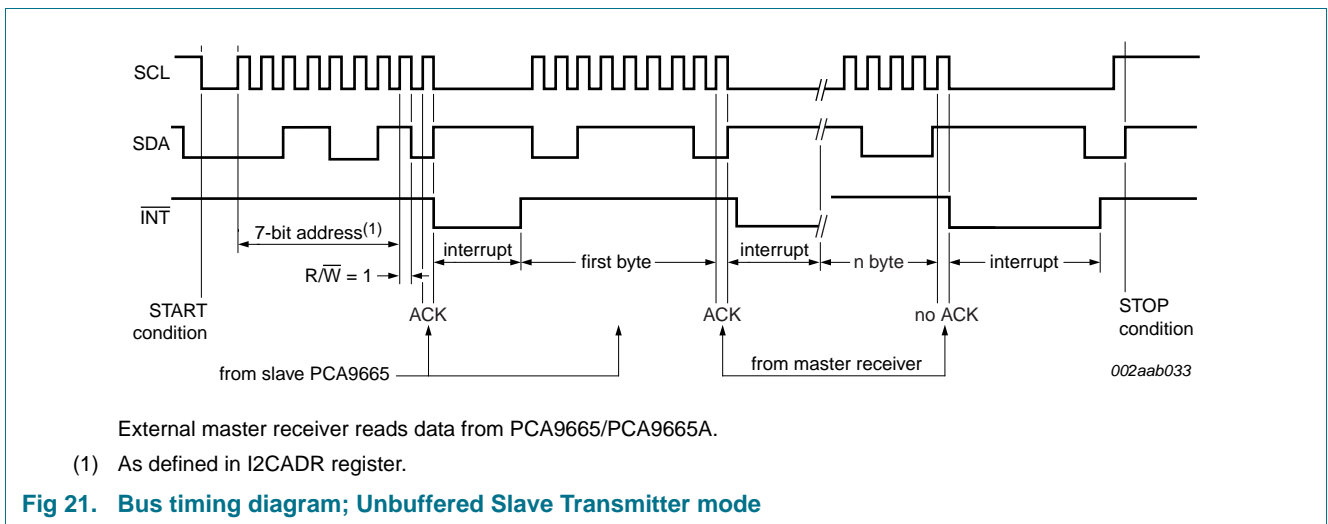 SCL
SDA
INT
7-bit address(1)
interrupt
first byte
interrupt
n byte
interrupt
R/W = 1
START
condition
ACK
ACK
no ACK
STOP
condition
from slave PCA9665
from master receiver
002aab033
External master receiver reads data from PCA9665/PCA9665A.
(1) As defined in I2CADR register.
Fig 21. Bus timing diagram; Unbuffered Slave Transmitter mode